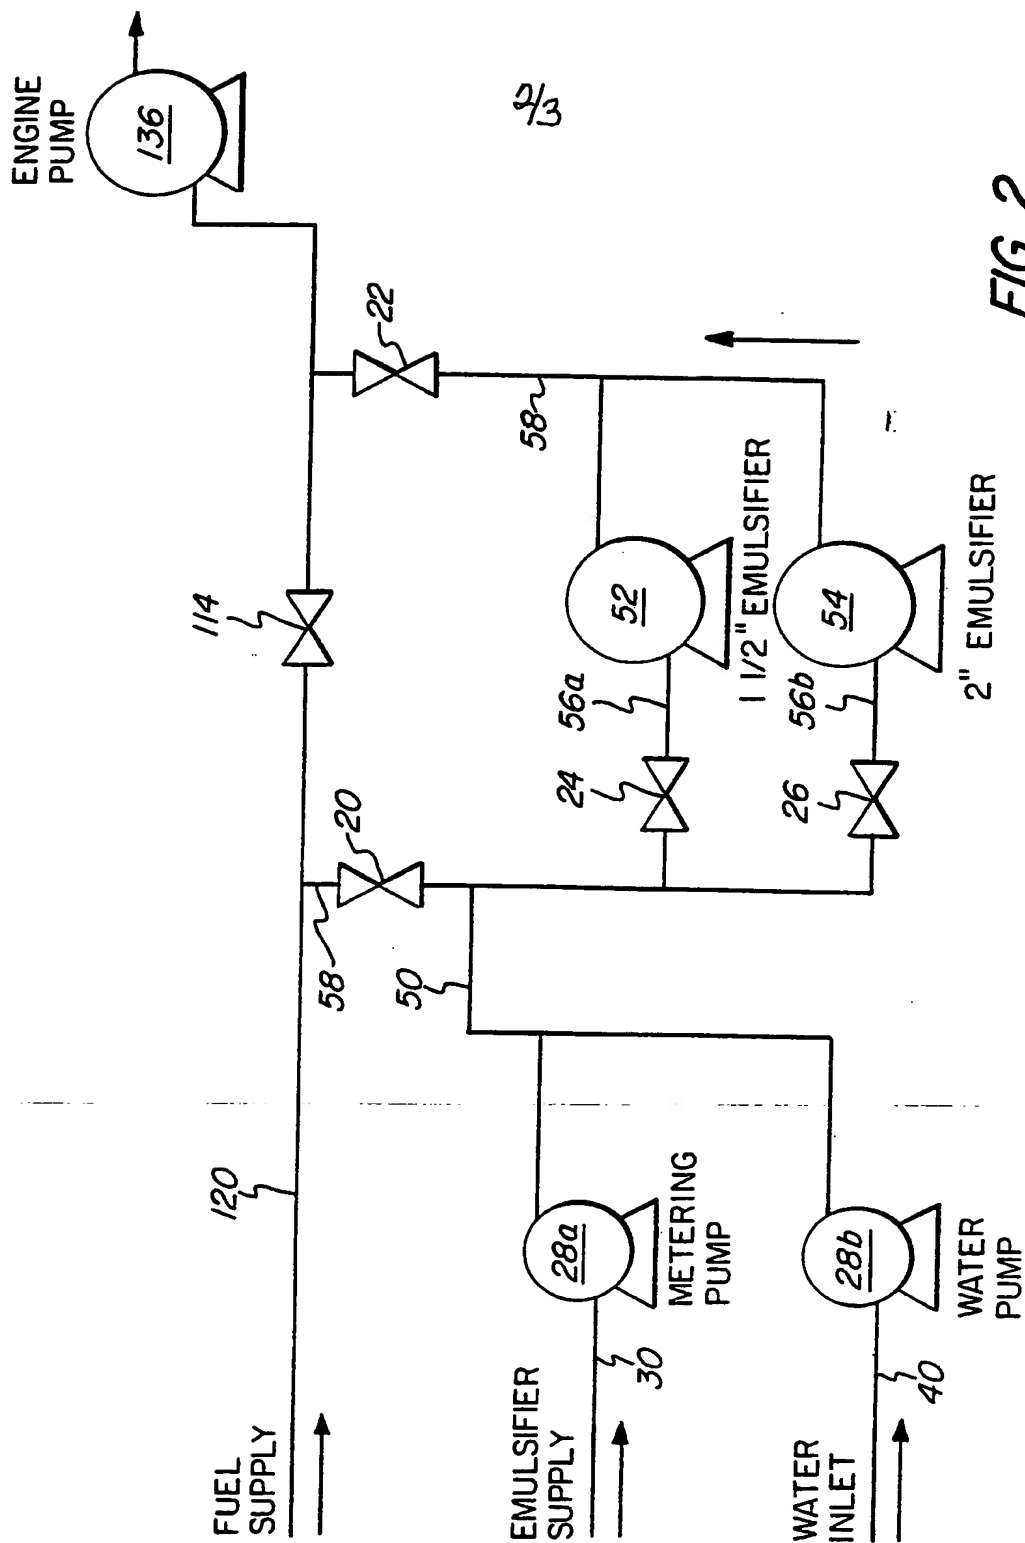 2/3
ENGINE
PUMP
136
22
114
58
20
58
120
50
52
1 1/2" EMULSIFIER
56a
24
54
2" EMULSIFIER
56b
26
28a
METERING
PUMP
28b
WATER
PUMP
30
40
FUEL
SUPPLY
EMULSIFIER
SUPPLY
WATER
INLET
FIG. 2